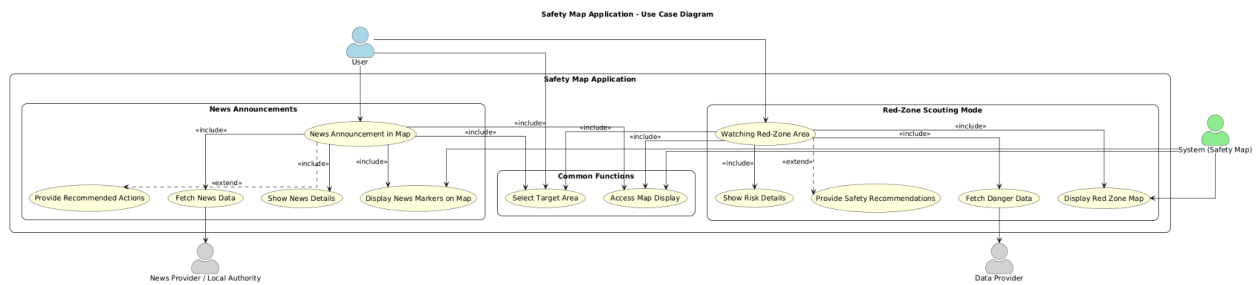 Safety Map Application - Use Case Diagram
User
Safety Map Application
News Announcements
Red-Zone Scouting Mode
«include»
«include»
«include»
«include»
«include»
«include»
«include»
News Announcement in Map
Watching Red-Zone Area
«include»
«include»
«include»
«extend»
System (Safety Map)
Common Functions
«extend»
Provide Recommended Actions
Fetch News Data
Show News Details
Display News Markers on Map
Select Target Area
Access Map Display
Show Risk Details
Provide Safety Recommendations
Fetch Danger Data
Display Red Zone Map
News Provider / Local Authority
Data Provider